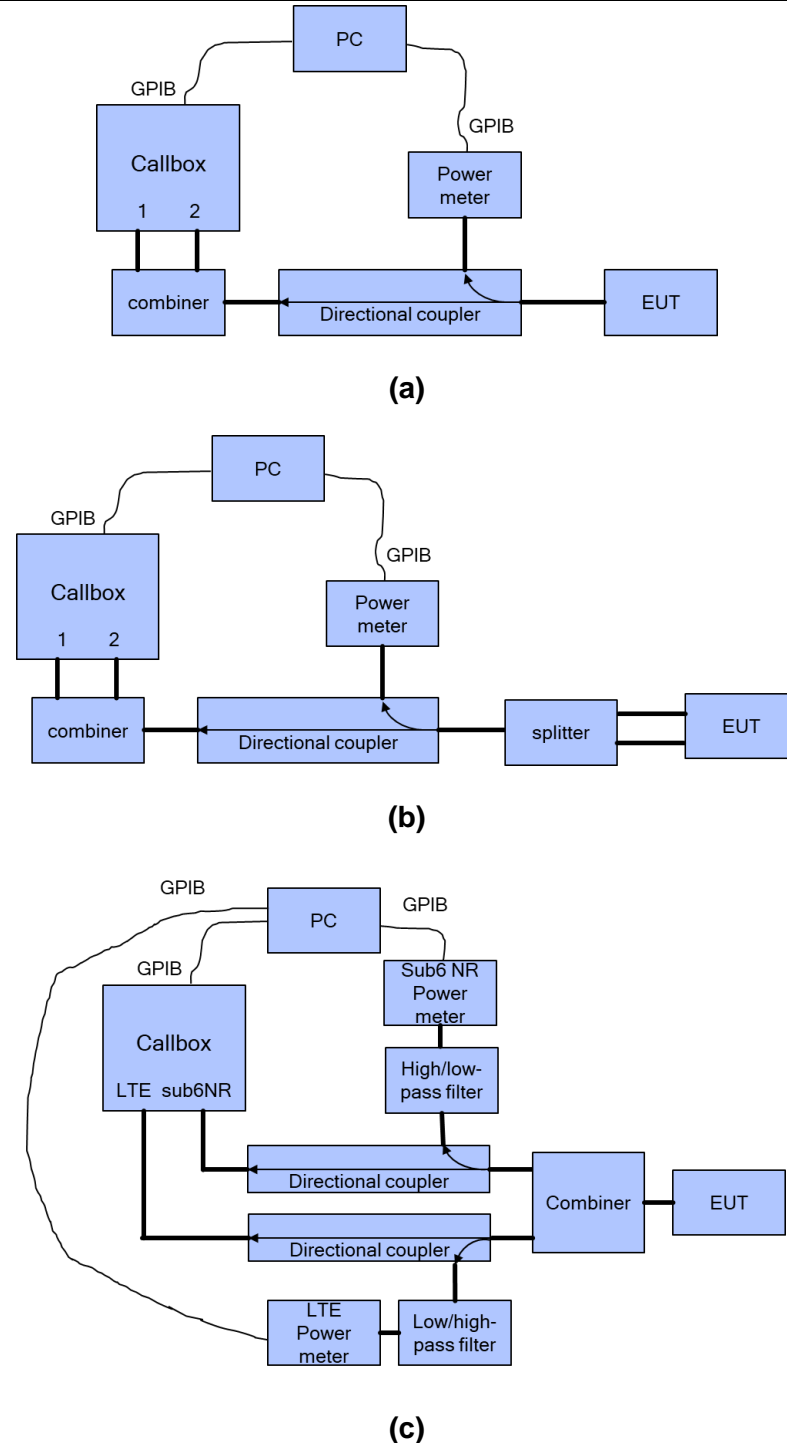 PC
GPIB
GPIB
Callbox
1 2
Power
meter
combiner
Directional coupler
EUT
(a)
PC
GPIB
GPIB
Callbox
1 2
Power
meter
combiner
Directional coupler
splitter
EUT
(b)
GPIB
PC
GPIB
GPIB
Sub6 NR
Power
meter
Callbox
LTE sub6NR
High/low-
pass filter
Directional coupler
Combiner
EUT
Directional coupler
LTE
Power
meter
Low/high-
pass filter
(c)